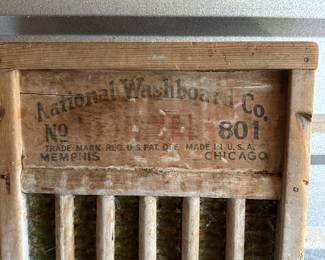 National Washboard Co.
No 801
TRADE MARK REG. U.S. PAT. OFF. MADE IN U.S.A.
MEMPHIS CHICAGO